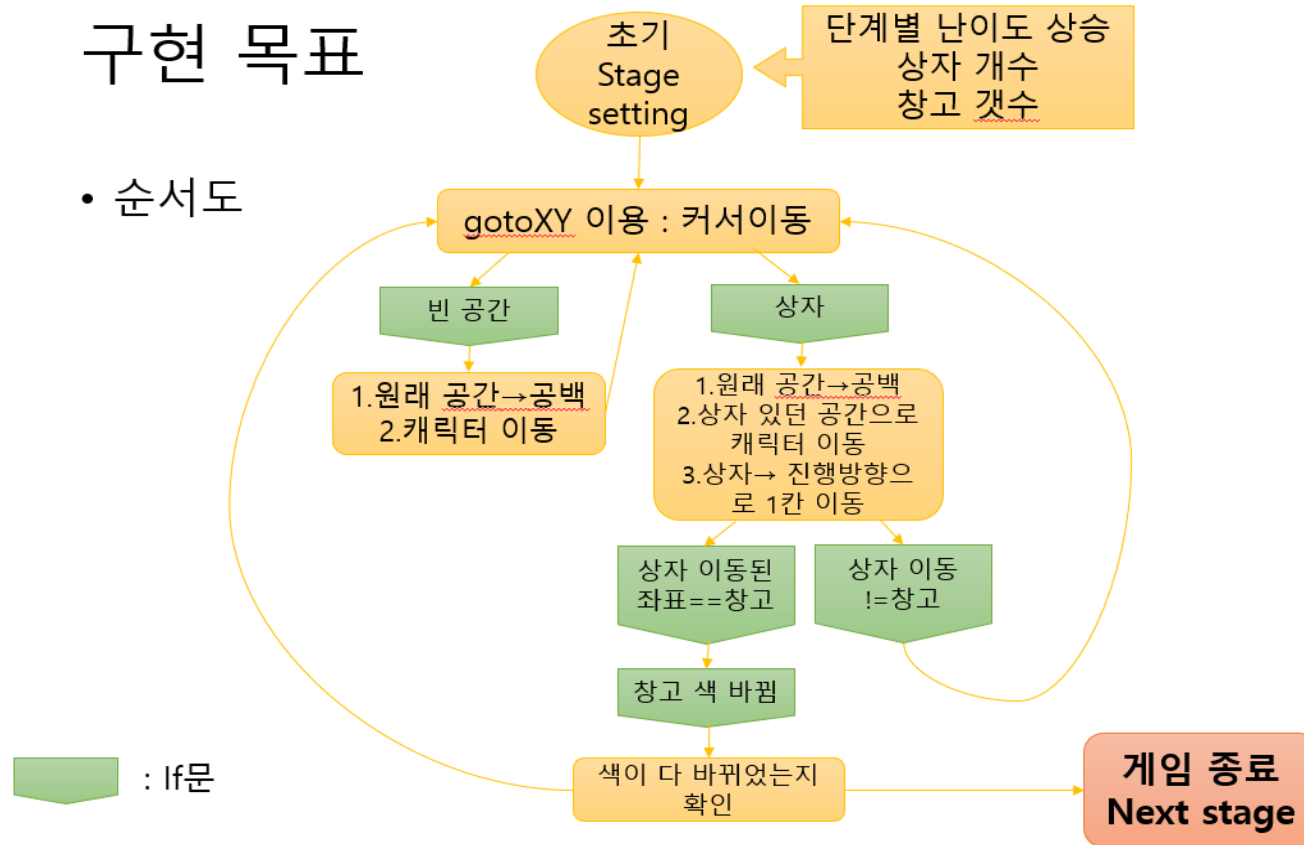 구현 목표
초기
Stage
setting
단계별 난이도 상승
상자 개수
창고 갯수
• 순서도
gotoXY 이용 : 커서이동
빈 공간
상자
1.원래 공간→공백
2.캐릭터 이동
1.원래 공간→공백
2.상자 있던 공간으로
캐릭터 이동
3.상자→ 진행방향으
로 1칸 이동
상자 이동된
좌표==창고
상자 이동
!=창고
창고 색 바뀜
: If문
색이 다 바뀌었는지
확인
게임 종료
Next stage